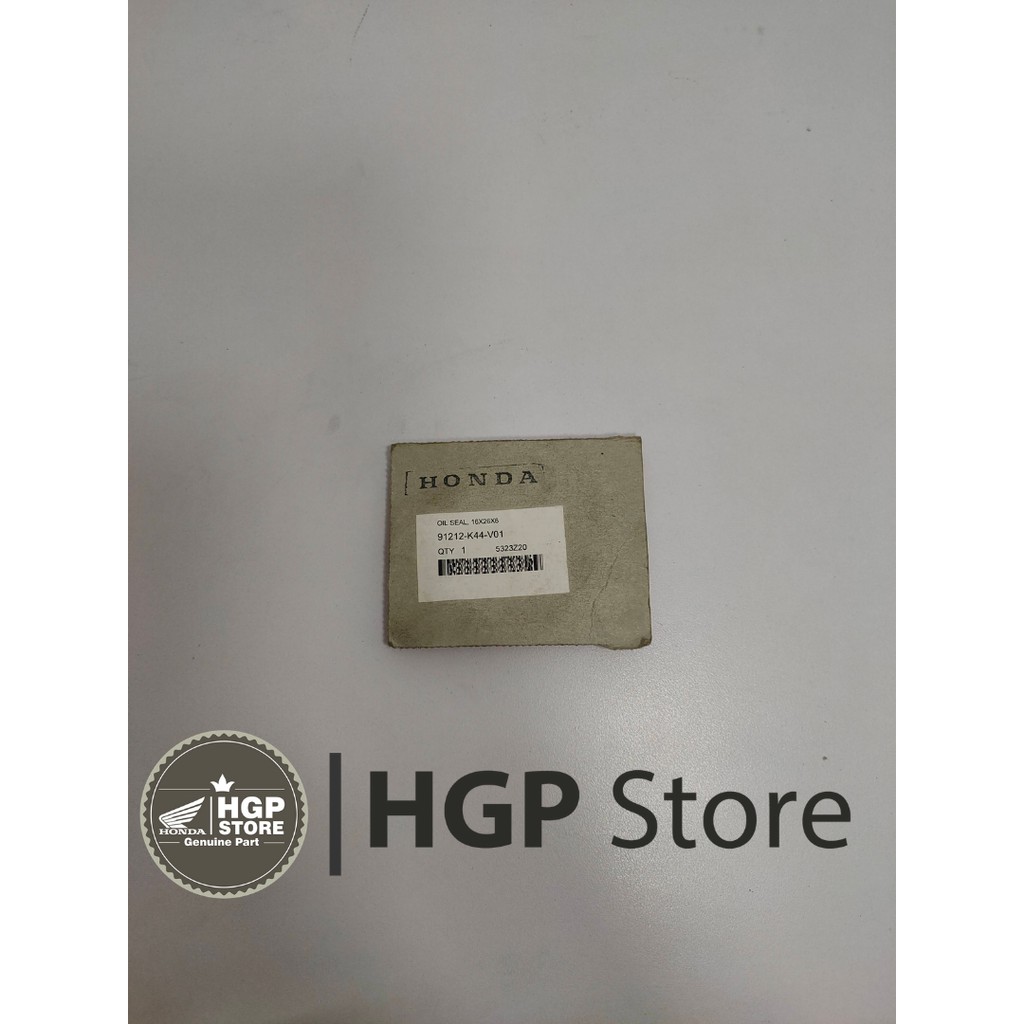 HONDA
OIL SEAL, 16X26X6
91212-K44-V01
QTY 1 5323Z20
HGP
STORE
HONDA
Genuine Part
HGP Store